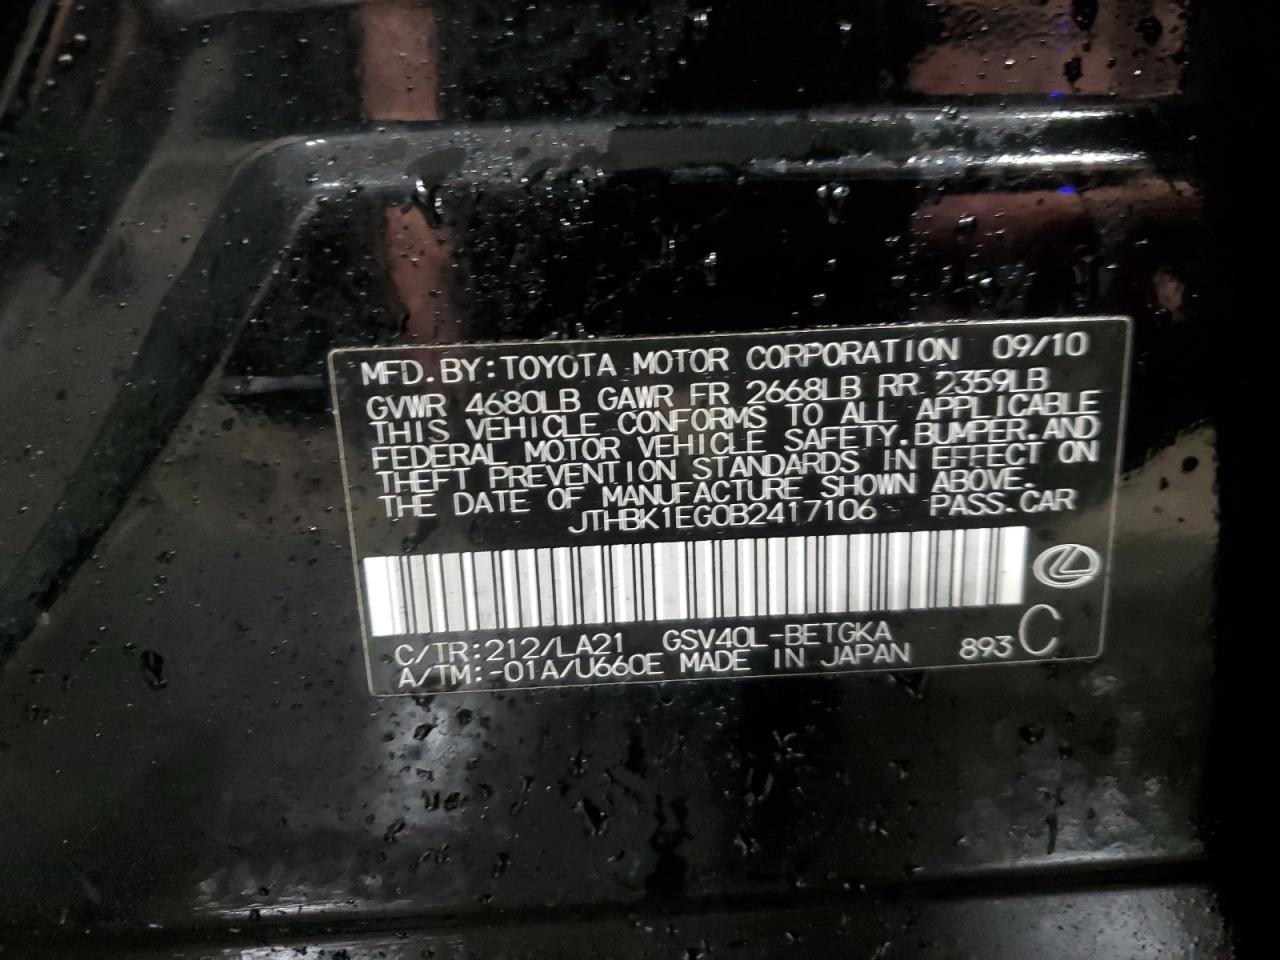 MFD.BY:TOYOTA MOTOR CORPORATION 09/10
GVWR 4680LB GAWR FR 2668LB RR 2359LB
THIS VEHICLE CONFORMS TO ALL APPLICABLE
FEDERAL MOTOR VEHICLE SAFETY.BUMPER.AND
THEFT PREVENTION STANDARDS IN EFFECT ON
THE DATE OF MANUFACTURE SHOWN ABOVE.
JTHBK1EG0B2417106 PASS.CAR
C/TR:212/LA21 GSV40L-BETGKA
A/TM:-01A/U660E MADE IN JAPAN 893 C